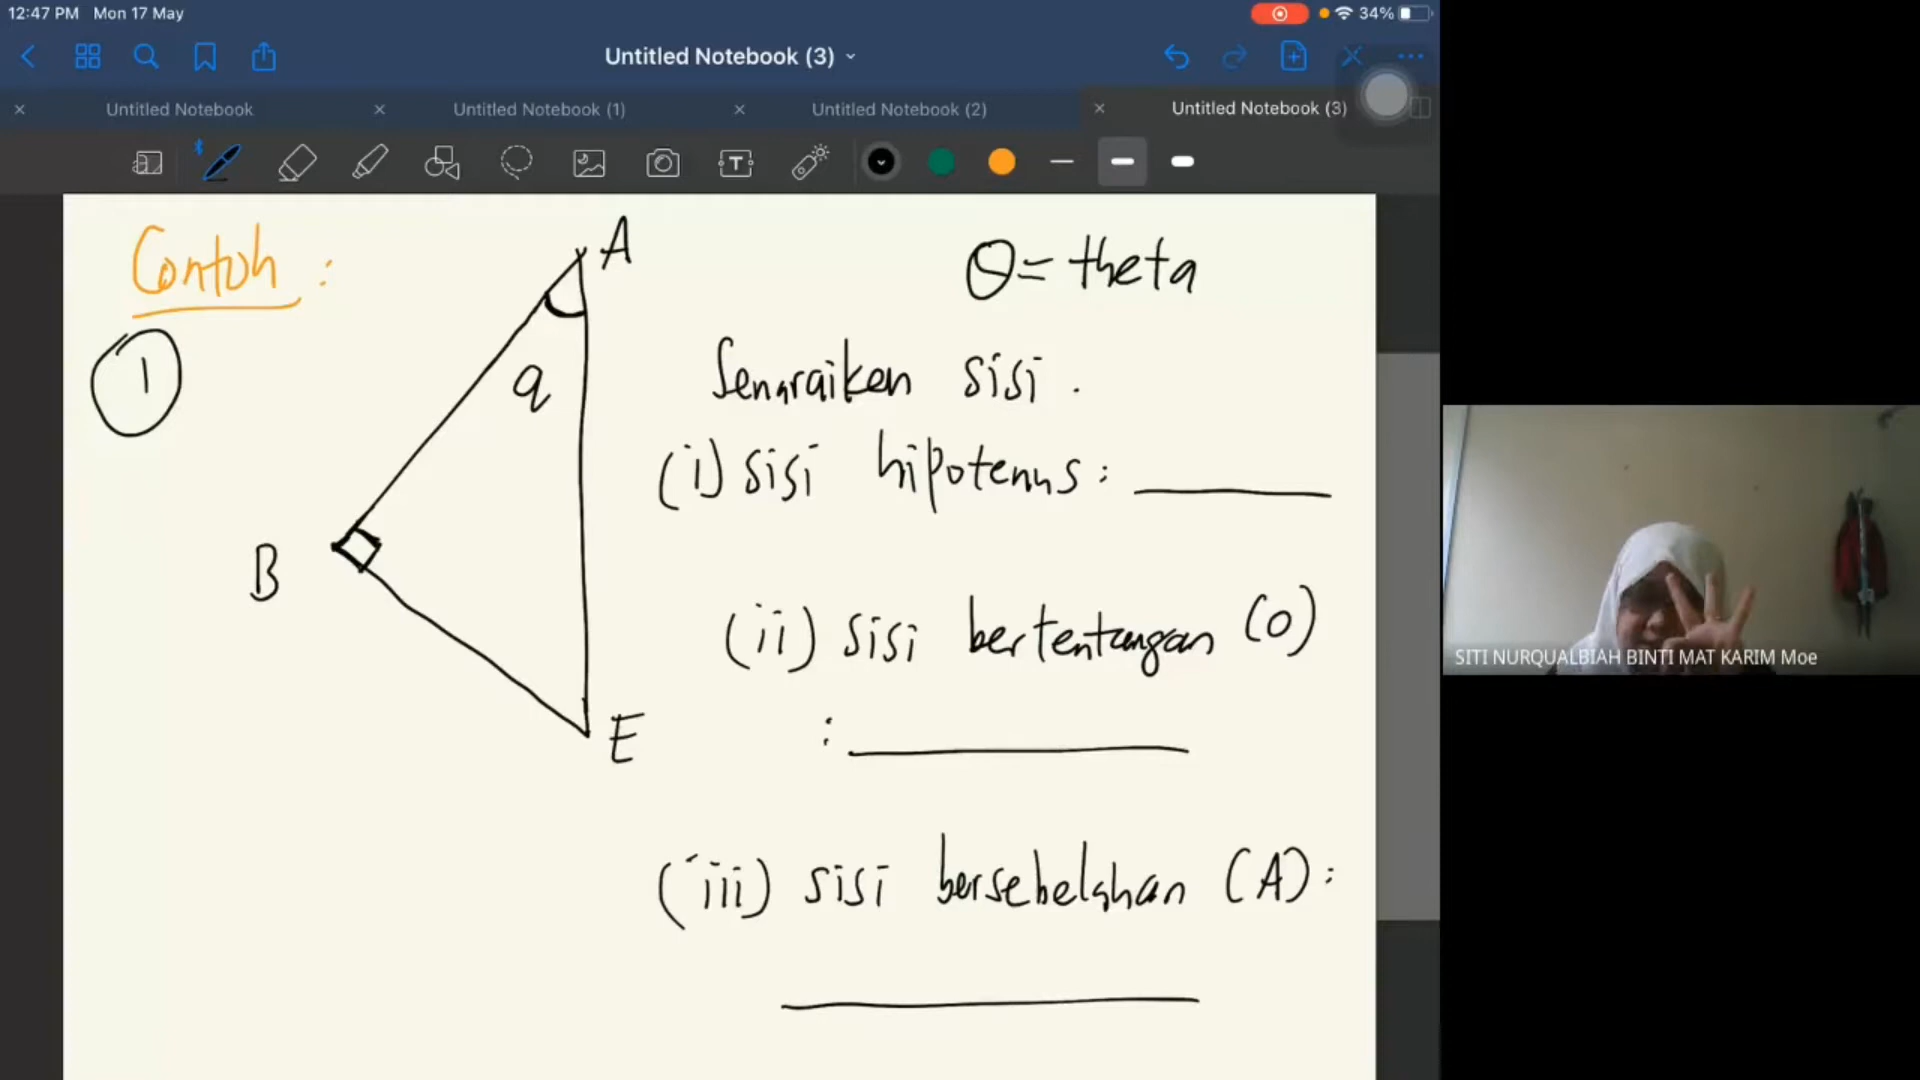 12:47 PM Mon 17 May
34%
Untitled Notebook (3)
Untitled Notebook
Untitled Notebook (1)
Untitled Notebook (2)
Untitled Notebook (3)
T
Contoh :
A
θ = theta
1
Senaraiken sisi .
q
(i) sisi hipotenus : ______
B
(ii) sisi bertentangan (O)
E
: ______
(iii) sisi bersebelahan (A) :
______
SITI NURQUALBIAH BINTI MAT KARIM Moe